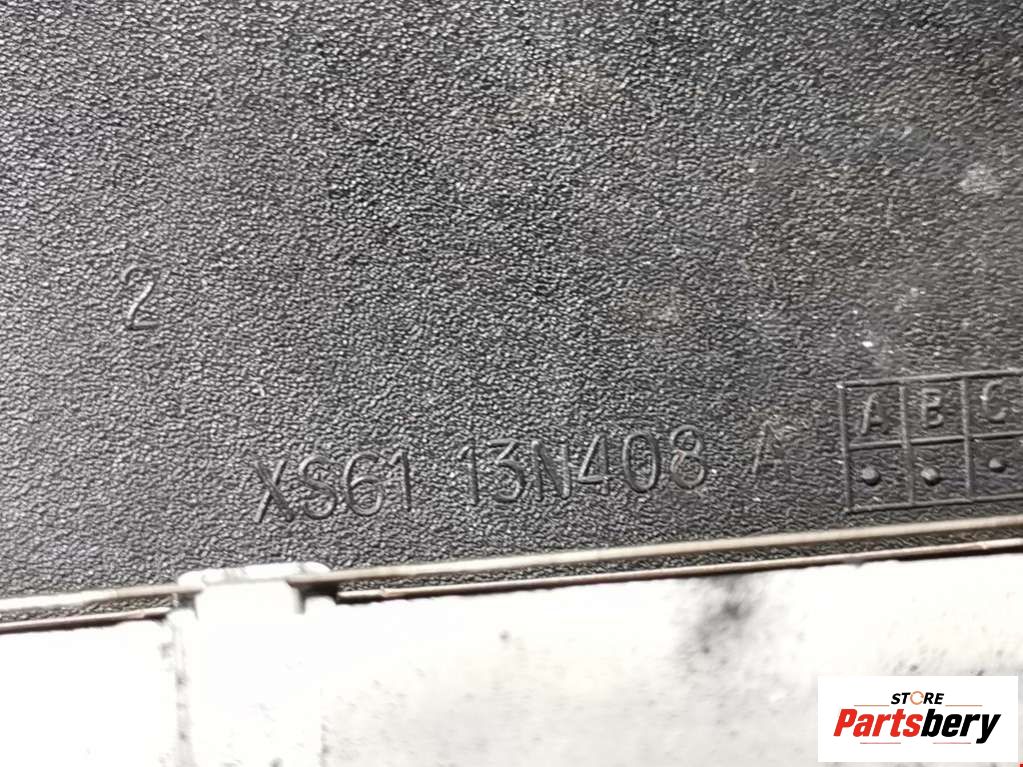 2
A B C
XS61 13N408 A
STORE
Partsbery